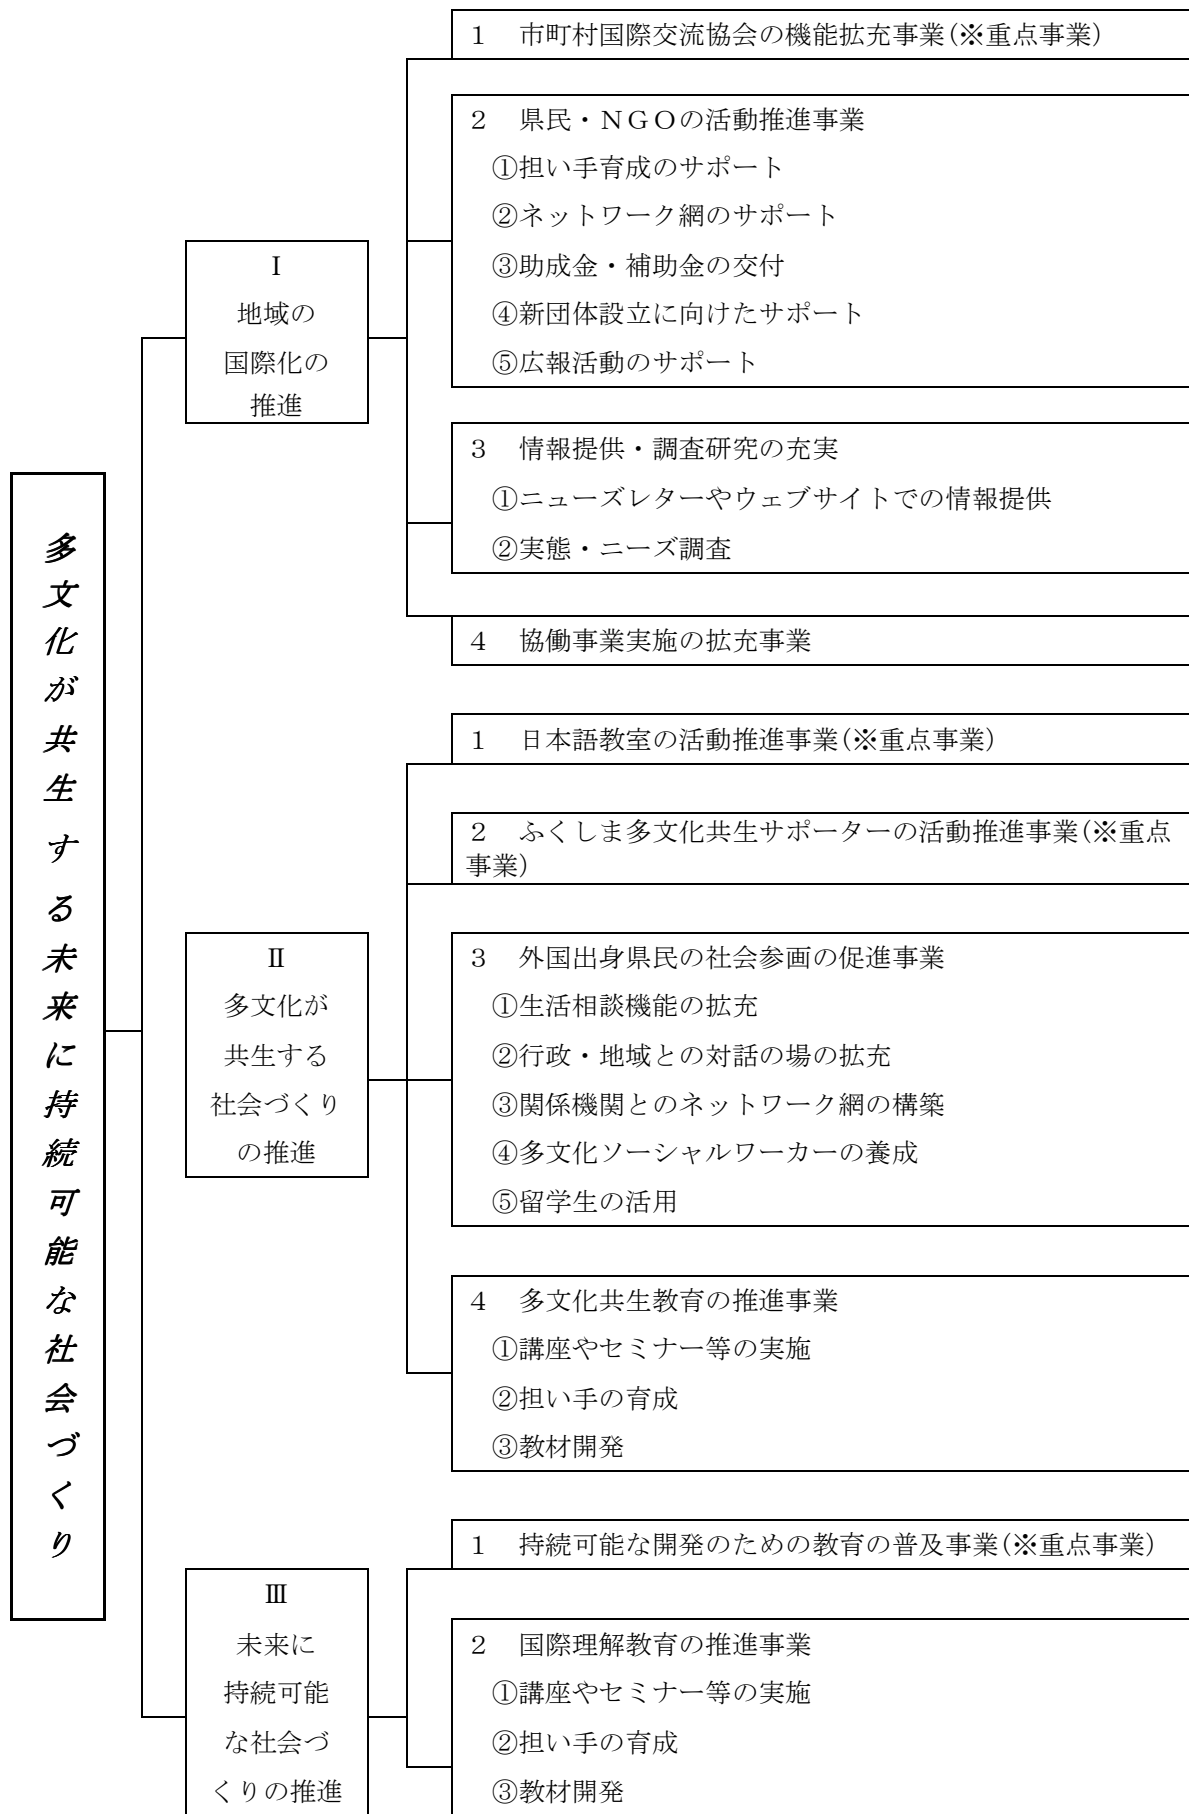 多文化が共生する未来に持続可能な社会づくり
Ⅰ
地域の
国際化の
推進
１　市町村国際交流協会の機能拡充事業(※重点事業)
２　県民・ＮＧＯの活動推進事業
①担い手育成のサポート
②ネットワーク網のサポート
③助成金・補助金の交付
④新団体設立に向けたサポート
⑤広報活動のサポート
３　情報提供・調査研究の充実
①ニューズレターやウェブサイトでの情報提供
②実態・ニーズ調査
４　協働事業実施の拡充事業
Ⅱ
多文化が
共生する
社会づくり
の推進
１　日本語教室の活動推進事業(※重点事業)
２　ふくしま多文化共生サポーターの活動推進事業(※重点
事業)
３　外国出身県民の社会参画の促進事業
①生活相談機能の拡充
②行政・地域との対話の場の拡充
③関係機関とのネットワーク網の構築
④多文化ソーシャルワーカーの養成
⑤留学生の活用
４　多文化共生教育の推進事業
①講座やセミナー等の実施
②担い手の育成
③教材開発
Ⅲ
未来に
持続可能
な社会づ
くりの推進
１　持続可能な開発のための教育の普及事業(※重点事業)
２　国際理解教育の推進事業
①講座やセミナー等の実施
②担い手の育成
③教材開発